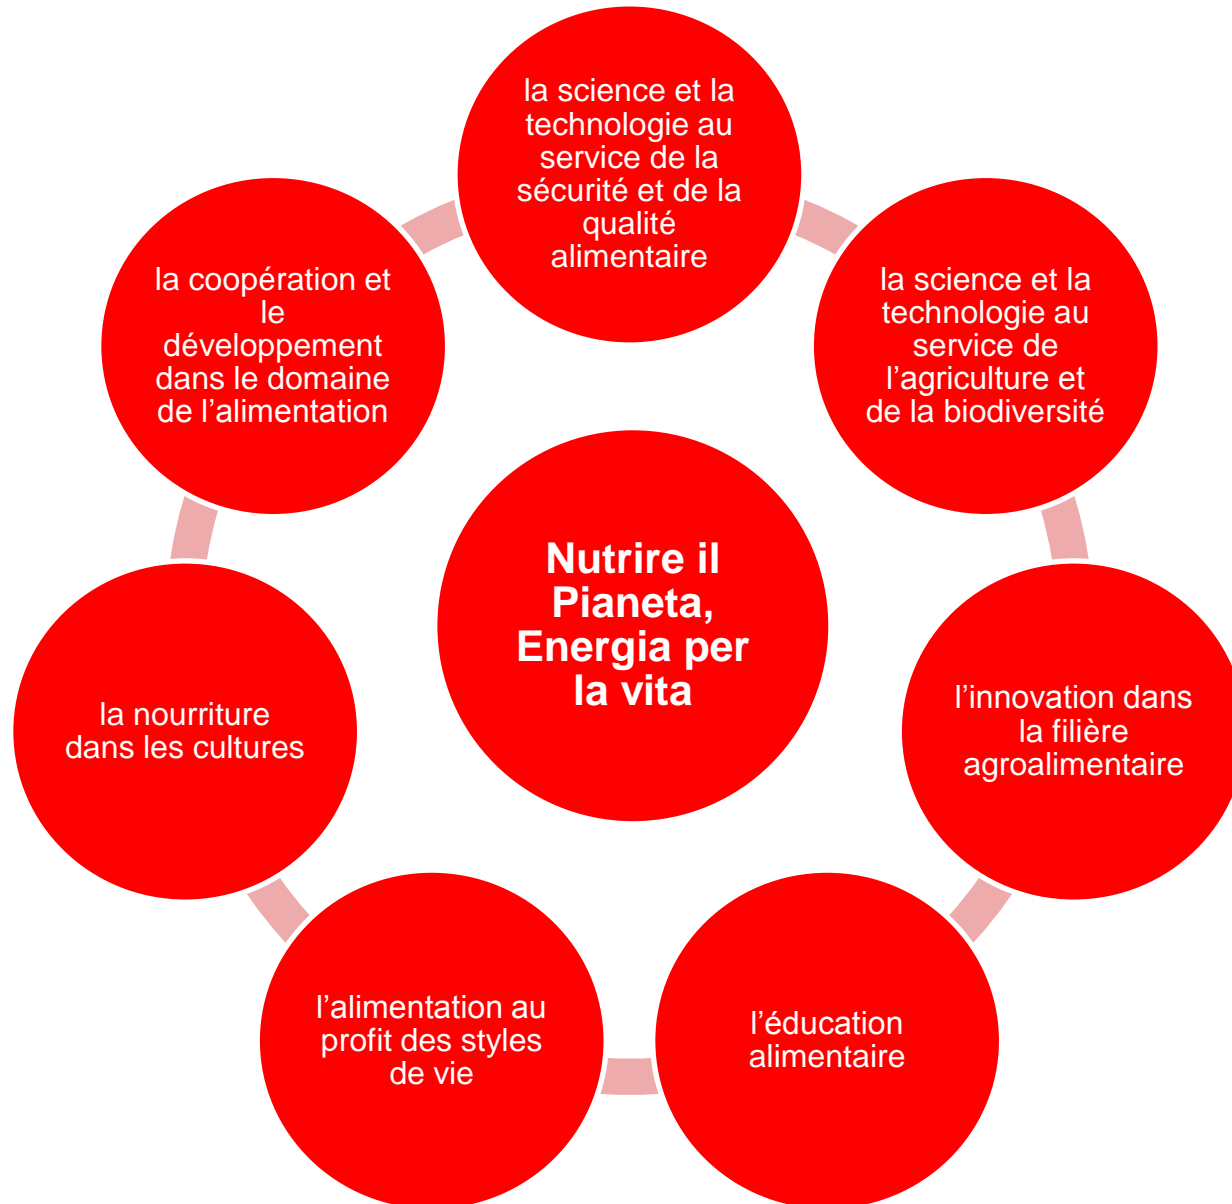 la science et la
technologie au
service de la
sécurité et de la
qualité
alimentaire
la science et la
technologie au
service de
l’agriculture et
de la biodiversité
l’innovation dans
la filière
agroalimentaire
l’éducation
alimentaire
l’alimentation au
profit des styles
de vie
la nourriture
dans les cultures
la coopération et
le
développement
dans le domaine
de l’alimentation
Nutrire il
Pianeta,
Energia per
la vita